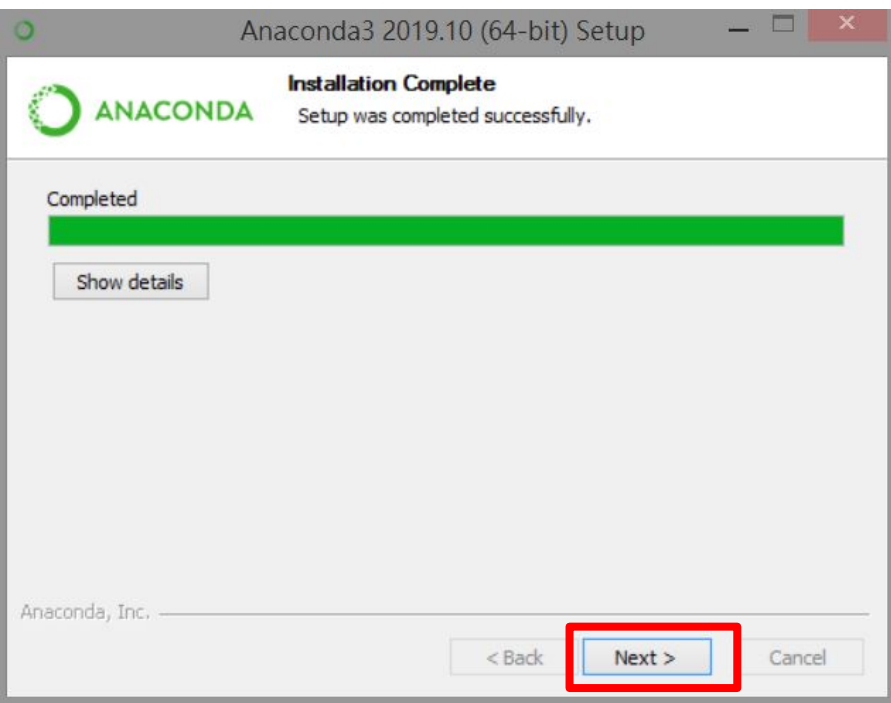 Anaconda3 2019.10 (64-bit) Setup
ANACONDA
Installation Complete
Setup was completed successfully.
Completed
Show details
Anaconda, Inc.
< Back
Next >
Cancel